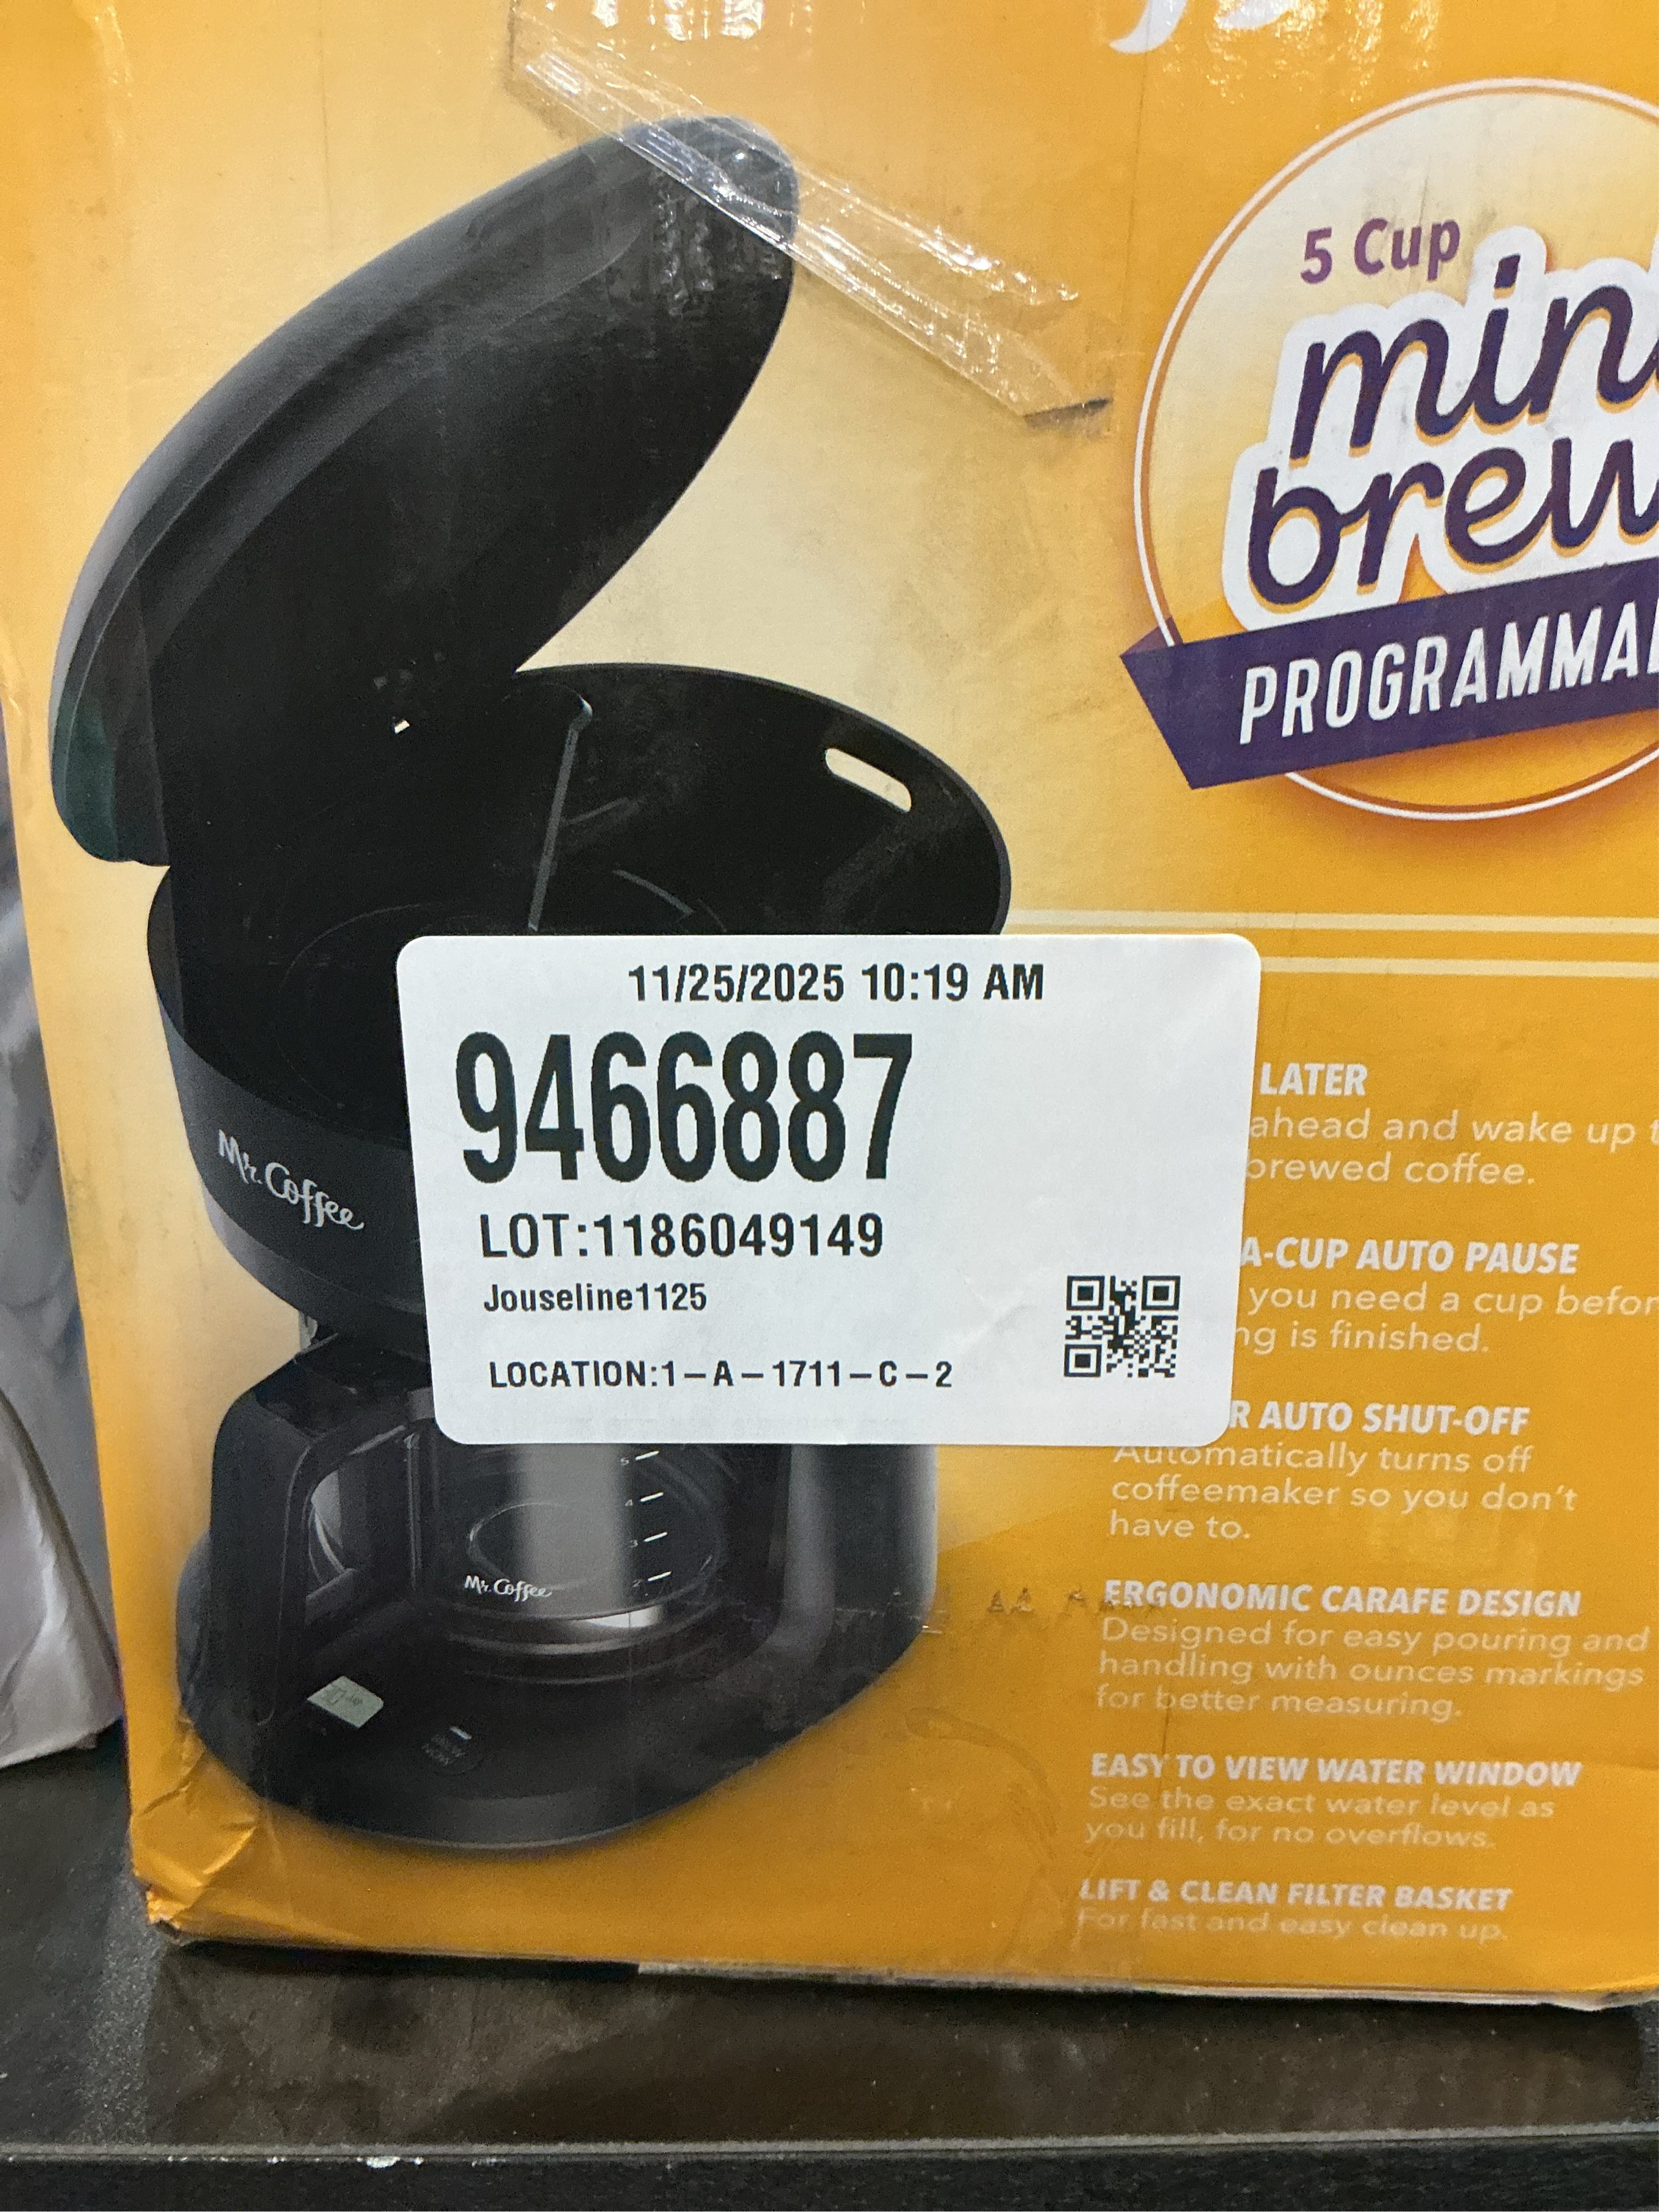 5 Cup
mini
brew
PROGRAMMA
11/25/2025 10:19 AM
9466887
LOT:1186049149
Jouseline1125
LOCATION:1-A-1711-C-2
Mr. Coffee
LATER
ahead and wake up
brewed coffee.
A-CUP AUTO PAUSE
you need a cup befor
ng is finished.
R AUTO SHUT-OFF
Automatically turns off
coffeemaker so you don't
have to.
5
4
3
2
Mr. Coffee
ERGONOMIC CARAFE DESIGN
Designed for easy pouring and
handling with ounces markings
for better measuring.
EASY TO VIEW WATER WINDOW
See the exact water level as
you fill, for no overflows.
LIFT & CLEAN FILTER BASKET
For fast and easy clean up.